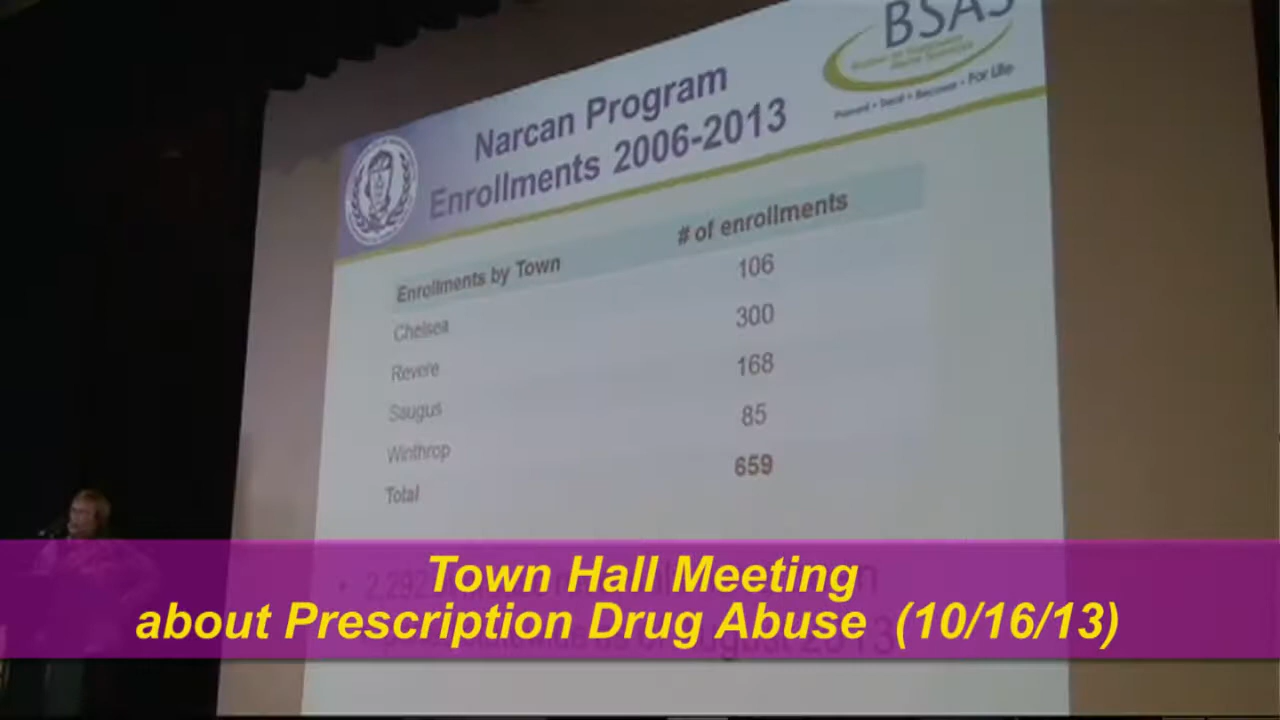 BSAS
Narcan Program
Enrollments 2006-2013
Enrollments by Town # of enrollments
Chelsea 106
Revere 300
Saugus 168
Winthrop 85
Total 659
Town Hall Meeting
about Prescription Drug Abuse (10/16/13)